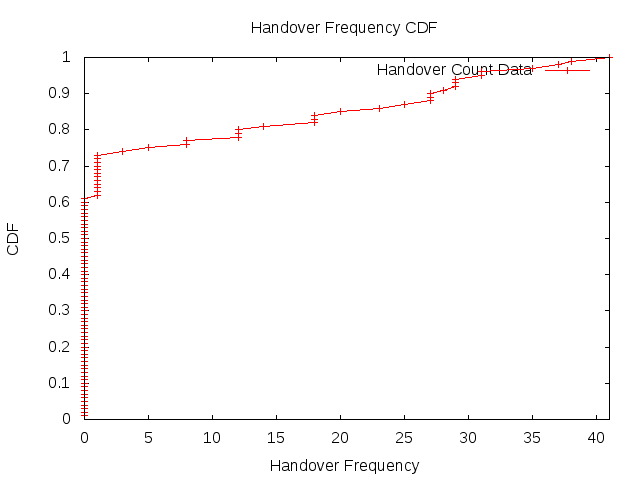 Handover Frequency CDF
Handover Count Data
1
0.9
0.8
0.7
0.6
0.5
0.4
0.3
0.2
0.1
0
CDF
0 5 10 15 20 25 30 35 40
Handover Frequency